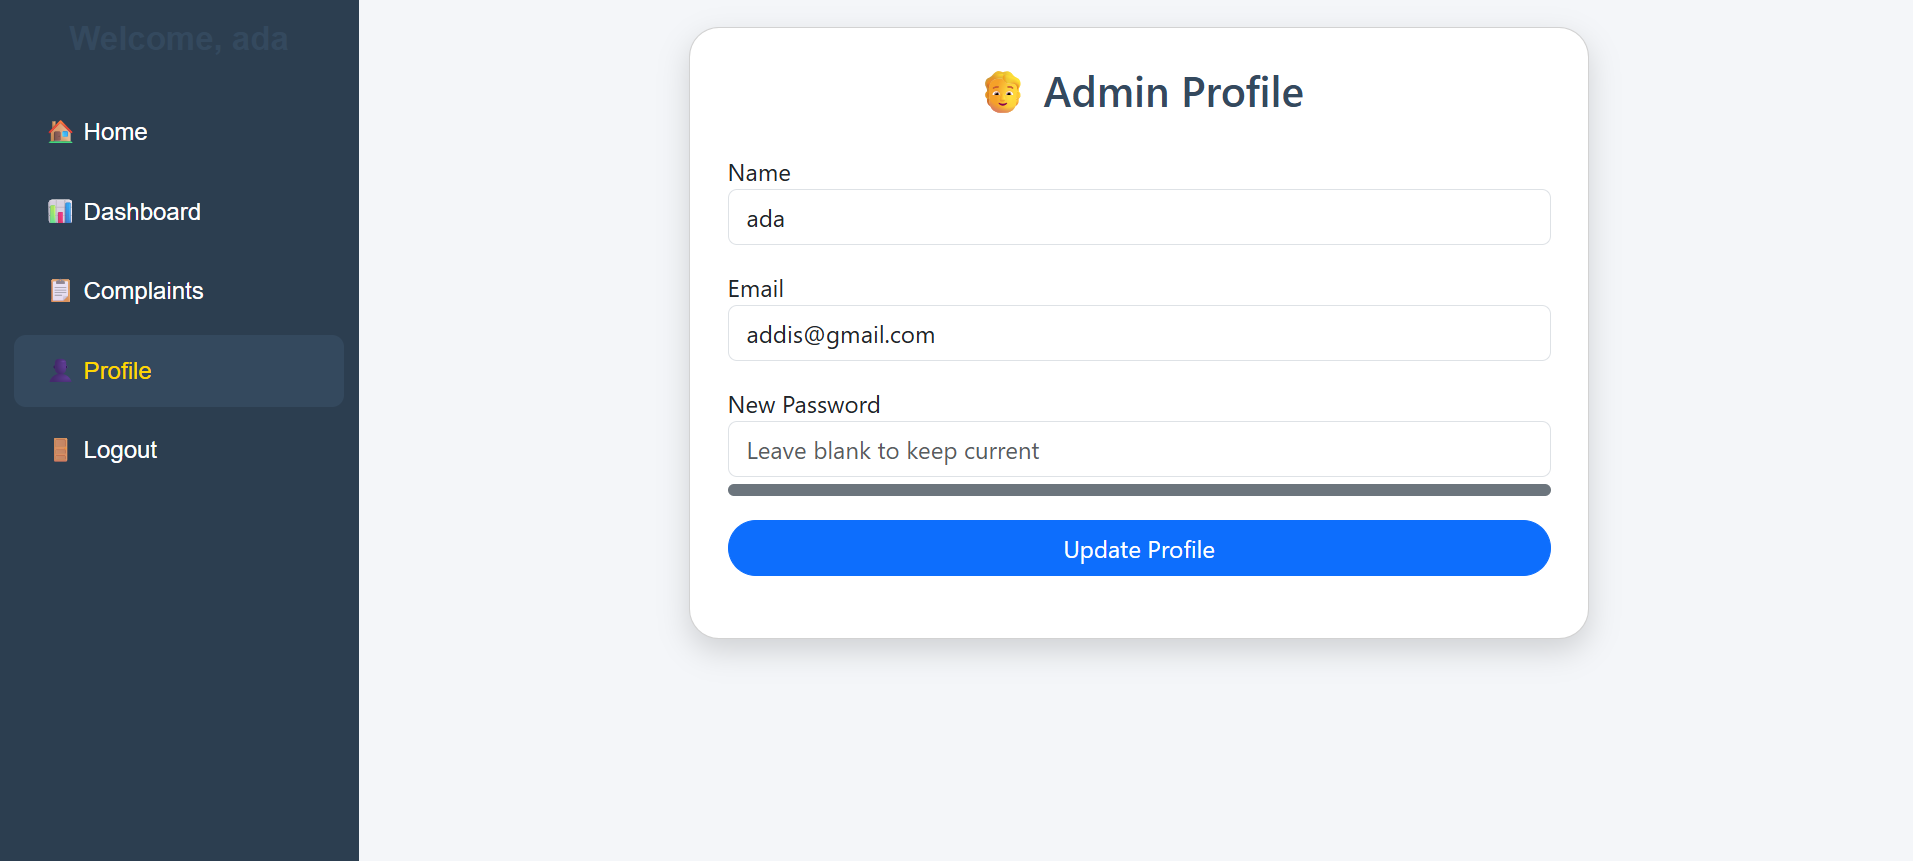 Welcome, ada
Home
Dashboard
Complaints
Profile
Logout
Admin Profile
Name
ada
Email
addis@gmail.com
New Password
Leave blank to keep current
Update Profile